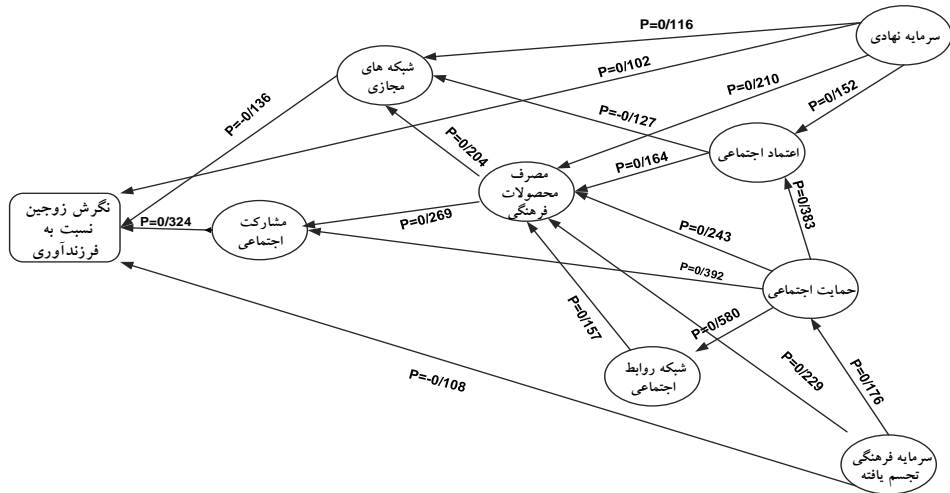 P=0/116
سرمایه نهادی
شبکه های
مجازی
P=0/102
P=0/210
P=0/152
P=-0/136
P=-0/127
P=0/204
P=0/164
اعتماد اجتماعی
مصرف
محصولات
فرهنگی
P=0/383
نگرش زوجین
نسبت به
فرزندآوری
P=0/324
مشارکت
اجتماعی
P=0/269
P=0/243
P=0/392
حمایت اجتماعی
P=0/580
P=0/157
شبکه روابط
اجتماعی
P=0/229
P=0/176
P=-0/108
سرمایه فرهنگی
تجسم یافته